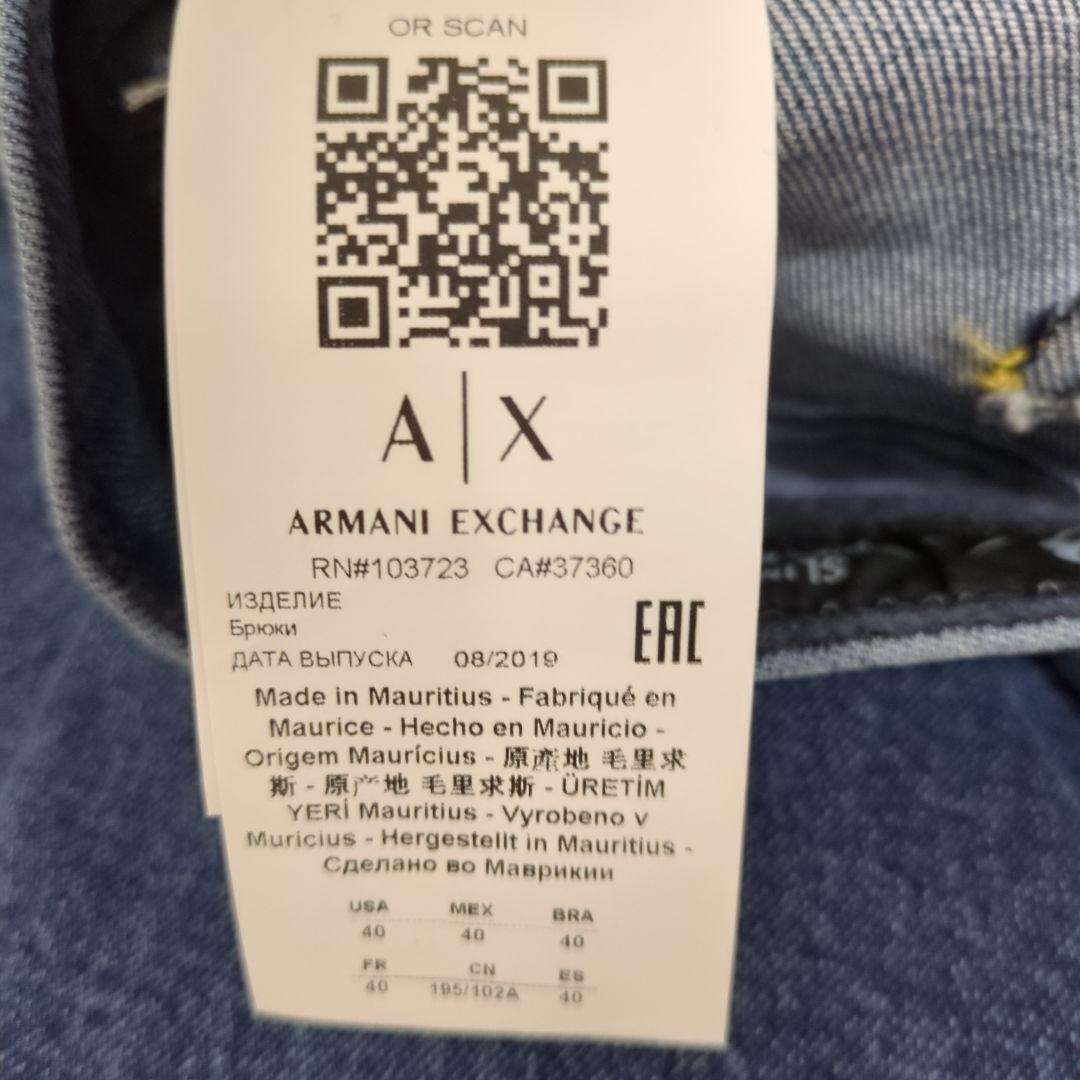 OR SCAN
A|X
ARMANI EXCHANGE
RN#103723 CA#37360
ИЗДЕЛИЕ
Брюки
EAC
ДАТА ВЫПУСКА 08/2019
Made in Mauritius - Fabriqué en
Maurice - Hecho en Mauricio -
Origem Maurícius - 原産地 毛里求
斯 - 原产地 毛里求斯 - ÜRETİM
YERİ Mauritius - Vyrobeno v
Muricius - Hergestellt in Mauritius -
Сделано во Маврикии
USA MEX BRA
40 40 40
FR CN ES
40 195/102A 40